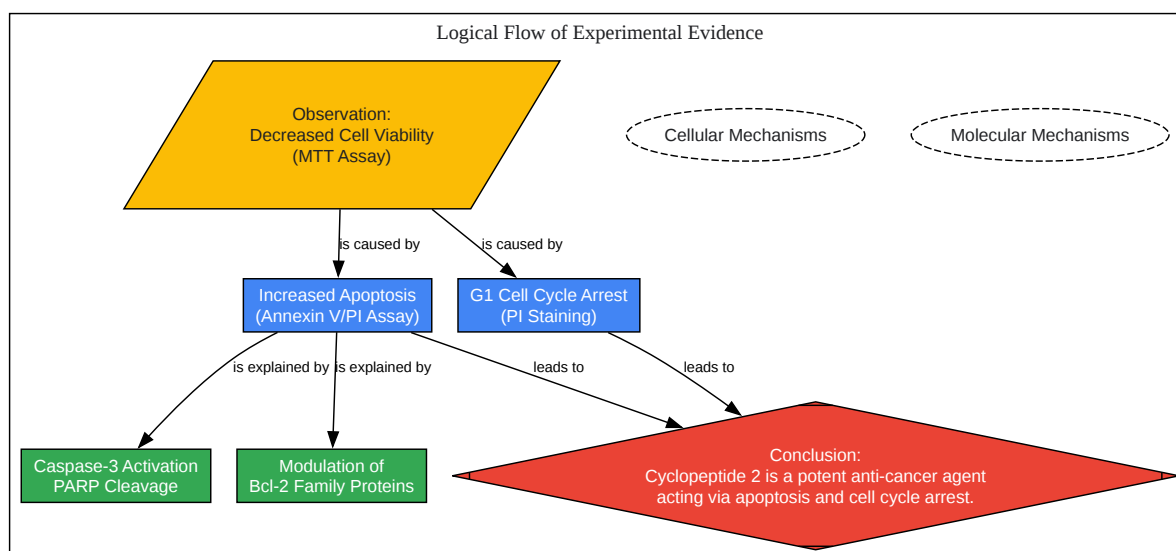 Logical Flow of Experimental Evidence
Observation:
Decreased Cell Viability
(MTT Assay)
Cellular Mechanisms
Molecular Mechanisms
is caused by
is caused by
Increased Apoptosis
(Annexin V/PI Assay)
G1 Cell Cycle Arrest
(PI Staining)
is explained by
is explained by
leads to
leads to
Caspase-3 Activation
PARP Cleavage
Modulation of
Bcl-2 Family Proteins
Conclusion:
Cyclopeptide 2 is a potent anti-cancer agent
acting via apoptosis and cell cycle arrest.